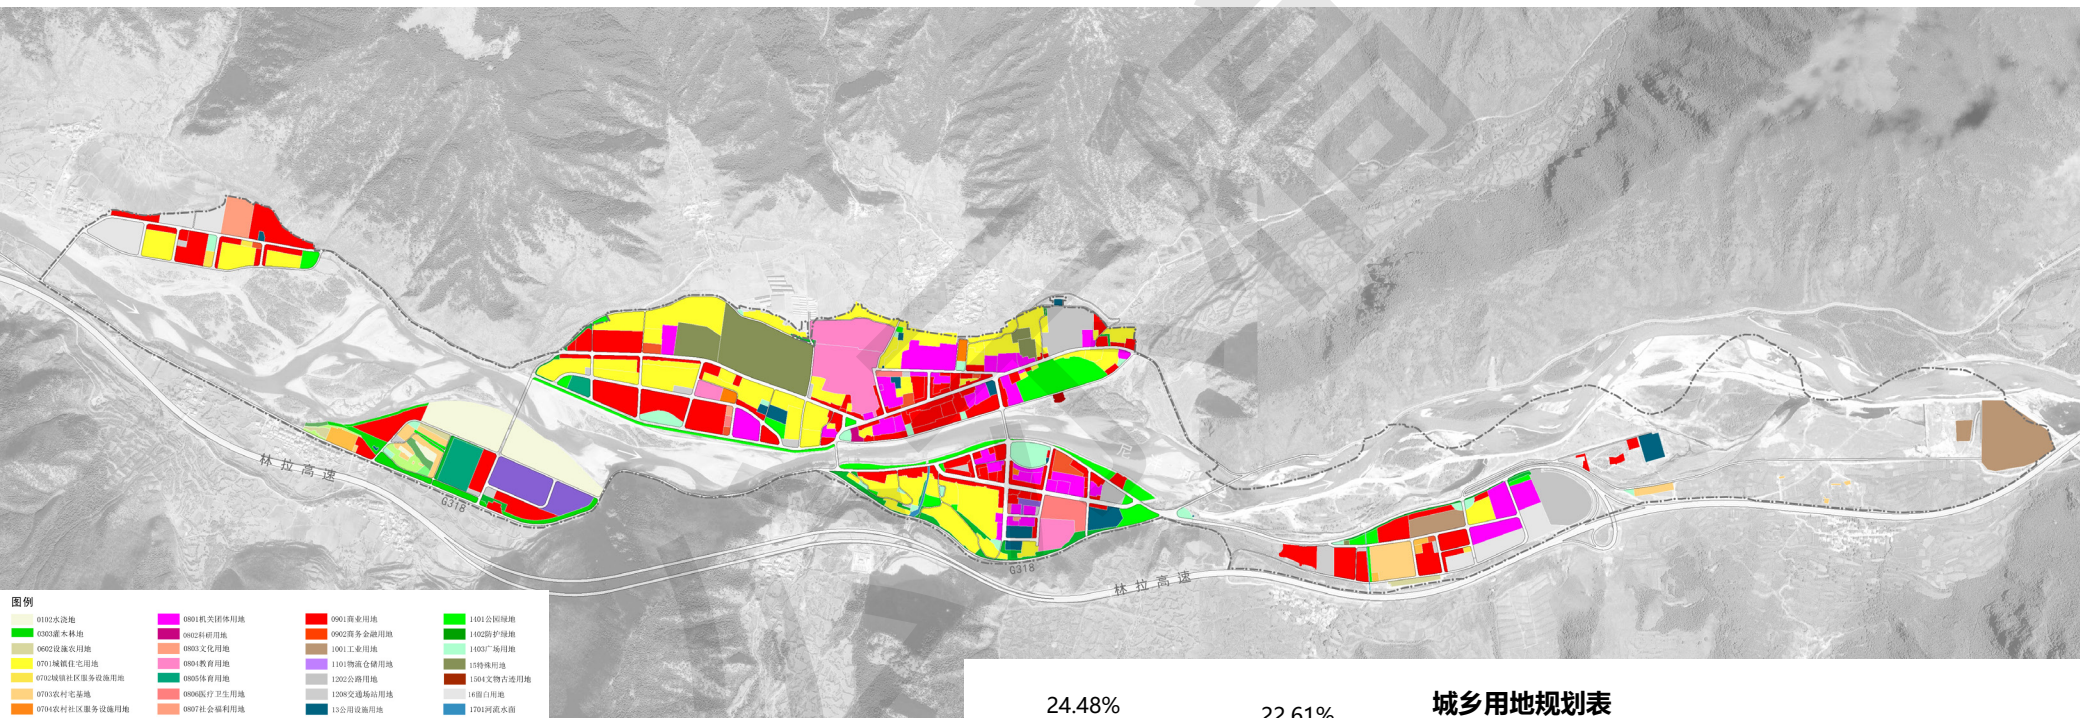 林拉高速
G318
G318
林拉高速
图例
0102水浇地
0303灌木林地
0602设施农用地
0701城镇住宅用地
0702城镇社区服务设施用地
0703农村宅基地
0704农村社区服务设施用地
0801机关团体用地
0802科研用地
0803文化用地
0804教育用地
0805体育用地
0806医疗卫生用地
0807社会福利用地
0901商业用地
0902商务金融用地
1001工业用地
1101物流仓储用地
1202公路用地
1208交通场站用地
13公用设施用地
1401公园绿地
1402防护绿地
1403广场用地
15特殊用地
1504文物古迹用地
16留白用地
1701河流水面
24.48%
22.61%
城乡用地规划表